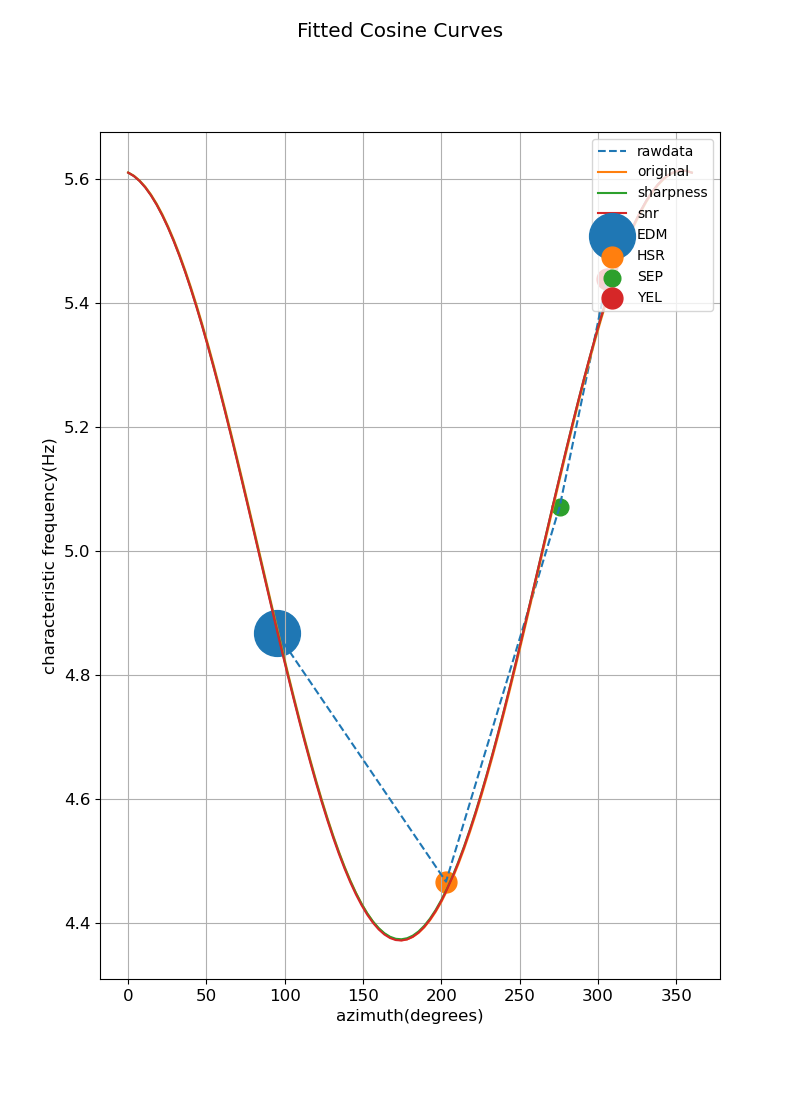 Fitted Cosine Curves
rawdata
original
sharpness
snr
EDM
HSR
SEP
YEL
5.6
5.4
5.2
5.0
4.8
4.6
4.4
characteristic frequency(Hz)
0 50 100 150 200 250 300 350
azimuth(degrees)